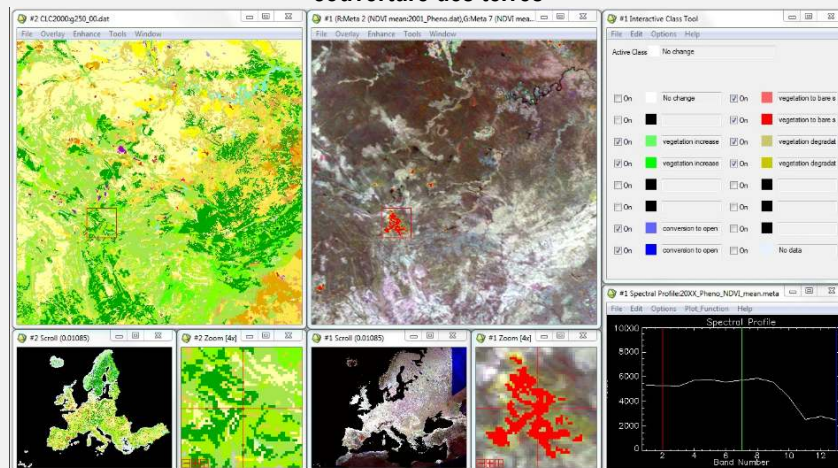 couverture des terres
#2 CLC2000:g250_00.dat
File Overlay Enhance Tools Window
#1 (R:Meta 2 (NDVI mean:2001_Pheno.dat),G:Meta 7 (NDVI mea...
File Overlay Enhance Tools Window
#1 Interactive Class Tool
File Edit Options Help
Active Class No change
On No change On vegetation to bare s
On On vegetation to bare s
On vegetation increase On vegetation degradat
On vegetation increase On vegetation degradat
On On
On On
On conversion to open On
On conversion to open On No data
#1 Spectral Profile:20XX_Pheno_NDVI_mean.meta
File Edit Options Plot_Function Help
Spectral Profile
10000
8000
6000
4000
2000
0
2 4 6 8 10 12
Band Number
#2 Scroll (0.01085)
#2 Zoom [4x]
#1 Scroll (0.01085)
#1 Zoom [4x]